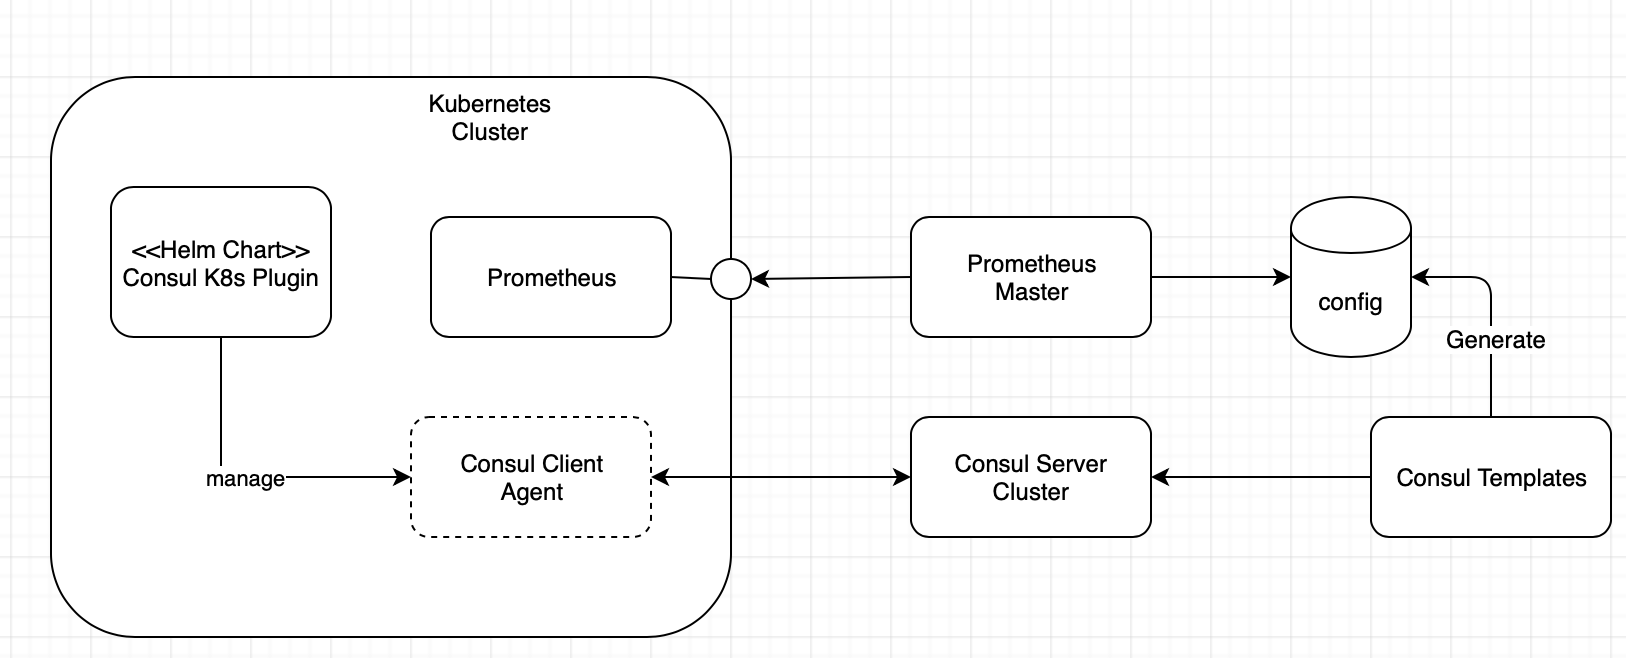 Kubernetes
Cluster
<<Helm Chart>>
Consul K8s Plugin
Prometheus
Prometheus
Master
config
Generate
manage
Consul Client
Agent
Consul Server
Cluster
Consul Templates